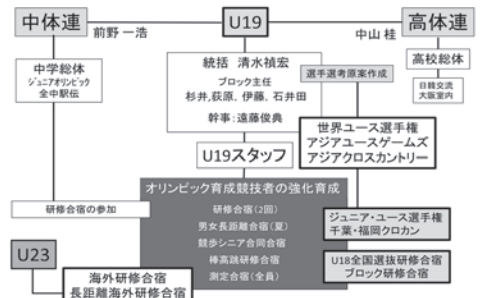 中体連
U19
高体連
前野 一浩
中山 桂
統括 清水禎宏
ブロック主任
杉井,荻原, 伊藤, 石井田
幹事:遠藤俊典
選手選考原案作成
高校総体
日韓交流
大阪室内
中学総体
ジュニアオリンピック
全中駅伝
世界ユース選手権
アジアユースゲームズ
アジアクロスカントリー
U19スタッフ
オリンピック育成競技者の強化育成
研修合宿(2回)
男女長距離合宿(夏)
競歩シニア合同合宿
棒高跳研修合宿
測定合宿(全員)
研修合宿の参加
ジュニア・ユース選手権
千葉・福岡クロカン
U23
海外研修合宿
長距離海外研修合宿
U18全国選抜研修合宿
ブロック研修合宿